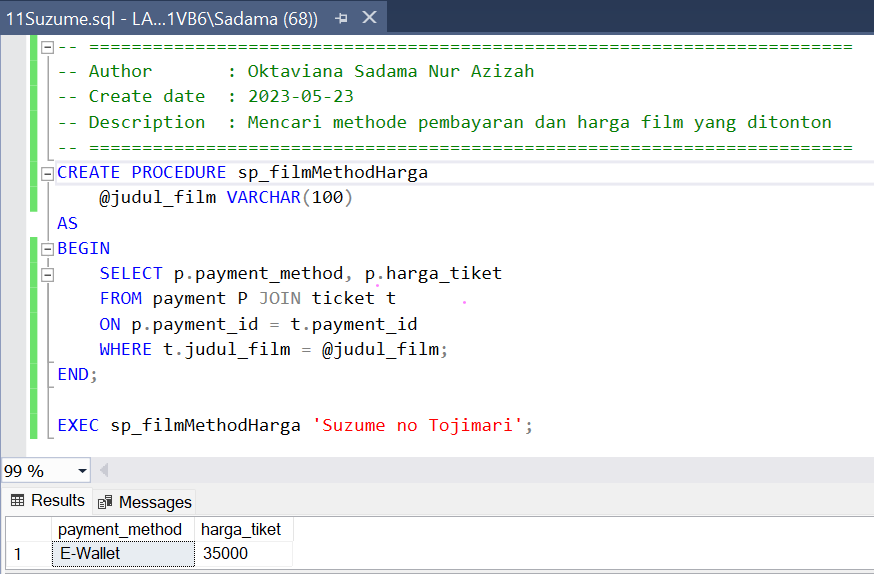 11Suzume.sql - LA...1VB6\Sadama (68))
-- ========================================================================
-- Author       : Oktaviana Sadama Nur Azizah
-- Create date  : 2023-05-23
-- Description  : Mencari methode pembayaran dan harga film yang ditonton
-- ========================================================================
CREATE PROCEDURE sp_filmMethodHarga
    @judul_film VARCHAR(100)
AS
BEGIN
    SELECT p.payment_method, p.harga_tiket
    FROM payment P JOIN ticket t
    ON p.payment_id = t.payment_id
    WHERE t.judul_film = @judul_film;
END;
EXEC sp_filmMethodHarga 'Suzume no Tojimari';
99 %
Results Messages
payment_method harga_tiket
1 E-Wallet 35000